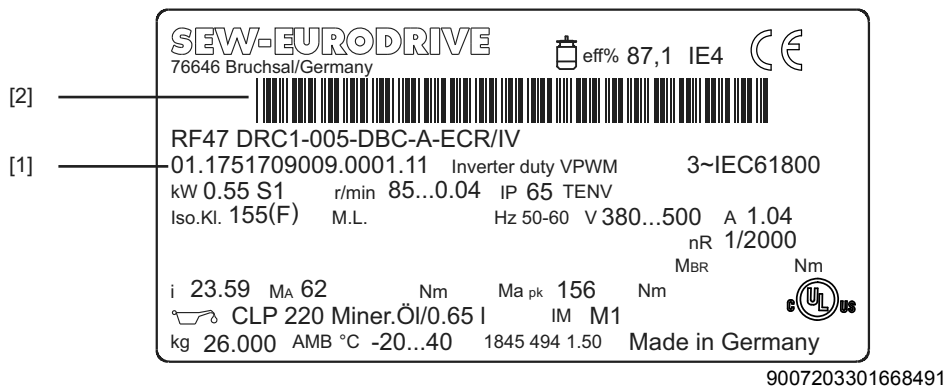 SEW-EURODRIVE
76646 Bruchsal/Germany
eff% 87,1 IE4 CE
[2]
RF47 DRC1-005-DBC-A-ECR/IV
[1] 01.1751709009.0001.11 Inverter duty VPWM 3~IEC61800
kW 0.55 S1 r/min 85...0.04 IP 65 TENV
Iso.Kl. 155(F) M.L. Hz 50-60 V 380...500 A 1.04
nR 1/2000
MBR Nm
i 23.59 MA 62 Nm Ma pk 156 Nm
C UL US
CLP 220 Miner.Öl/0.65 l IM M1
kg 26.000 AMB °C -20...40 1845 494 1.50 Made in Germany
9007203301668491